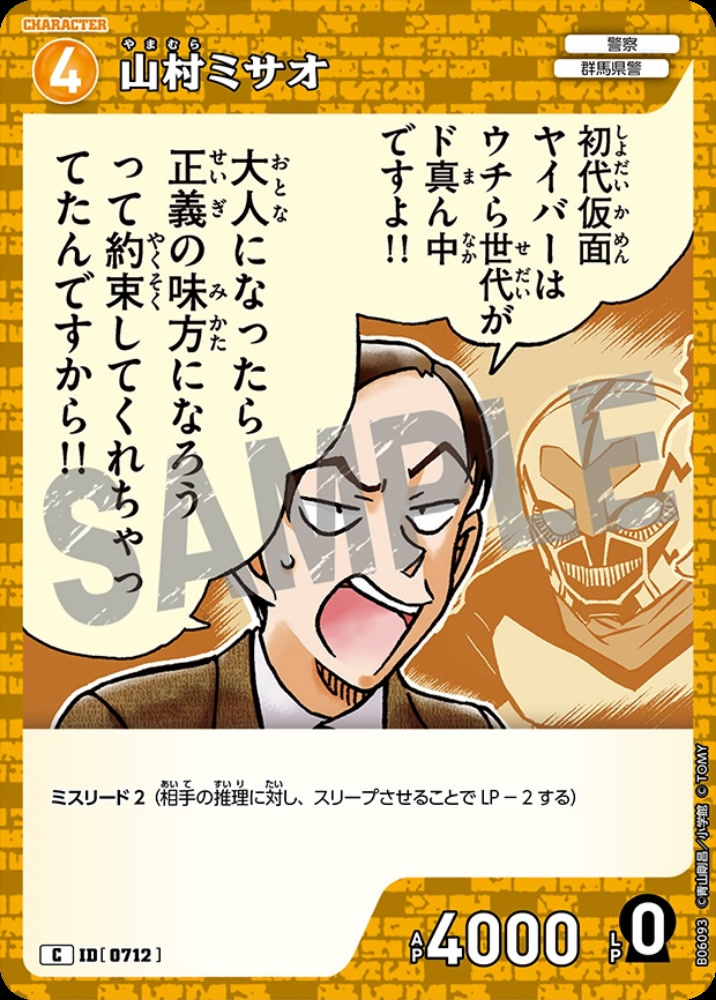 CHARACTER
4
やまむら
山村ミサオ
警察
群馬県警
しょだい か めん
初代仮面
ヤイバーは
せ だい
ウチら世代が
ま なか
ド真ん中
ですよ!!
おとな
大人になったら
せいぎ み かた
正義の味方になろう
やくそく
って約束してくれちゃっ
てたんですから!!
SAMPLE
あい て すい り たい
ミスリード2(相手の推理に対し、スリープさせることでLP−2する)
C ID[0712]
AP 4000
LP 0
B06093 ©青山剛昌/小学館 ©TOMY